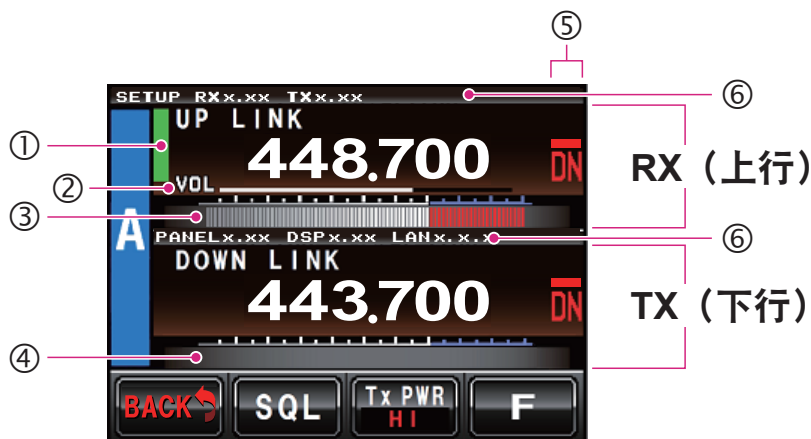 ⑤
SETUP RXx.xx TXx.xx
⑥
UP LINK
①
448.700
DN
RX（上行）
②
VOL
③
A
PANELx.xx DSPx.xx LANx.x.x
⑥
DOWN LINK
443.700
DN
TX（下行）
④
BACK
SQL
Tx PWR
HI
F